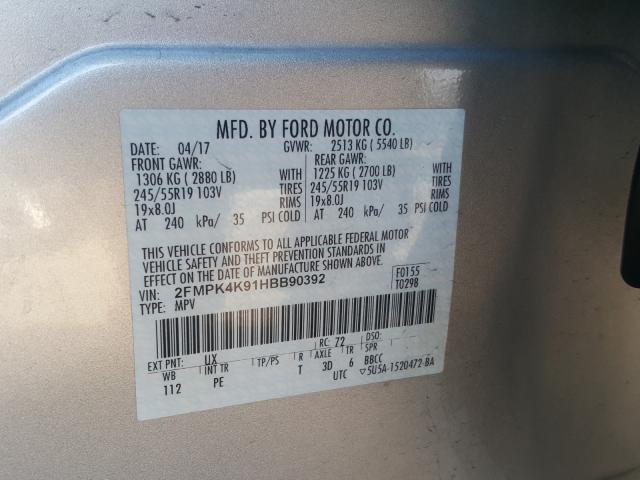 MFD. BY FORD MOTOR CO.
DATE: 04/17 GVWR: 2513 KG ( 5540 LB)
FRONT GAWR: REAR GAWR:
1306 KG ( 2880 LB) 1225 KG ( 2700 LB)
245/55R19 103V TIRES 245/55R19 103V TIRES
19x8.0J RIMS 19x8.0J RIMS
AT 240 kPa/ 35 PSI COLD AT 240 kPa/ 35 PSI COLD
THIS VEHICLE CONFORMS TO ALL APPLICABLE FEDERAL MOTOR
VEHICLE SAFETY AND THEFT PREVENTION STANDARDS IN
EFFECT ON THE DATE OF MANUFACTURE SHOWN ABOVE.
VIN: 2FMPK4K91HBB90392 F0155
TYPE: MPV T0298
EXT PNT: UX RC: 72 DSO:
WB INT TR TP/PS R AXLE TR SPR
112 PE T 3D 6 BBCC
UTC ▽5U5A-1520472-BA